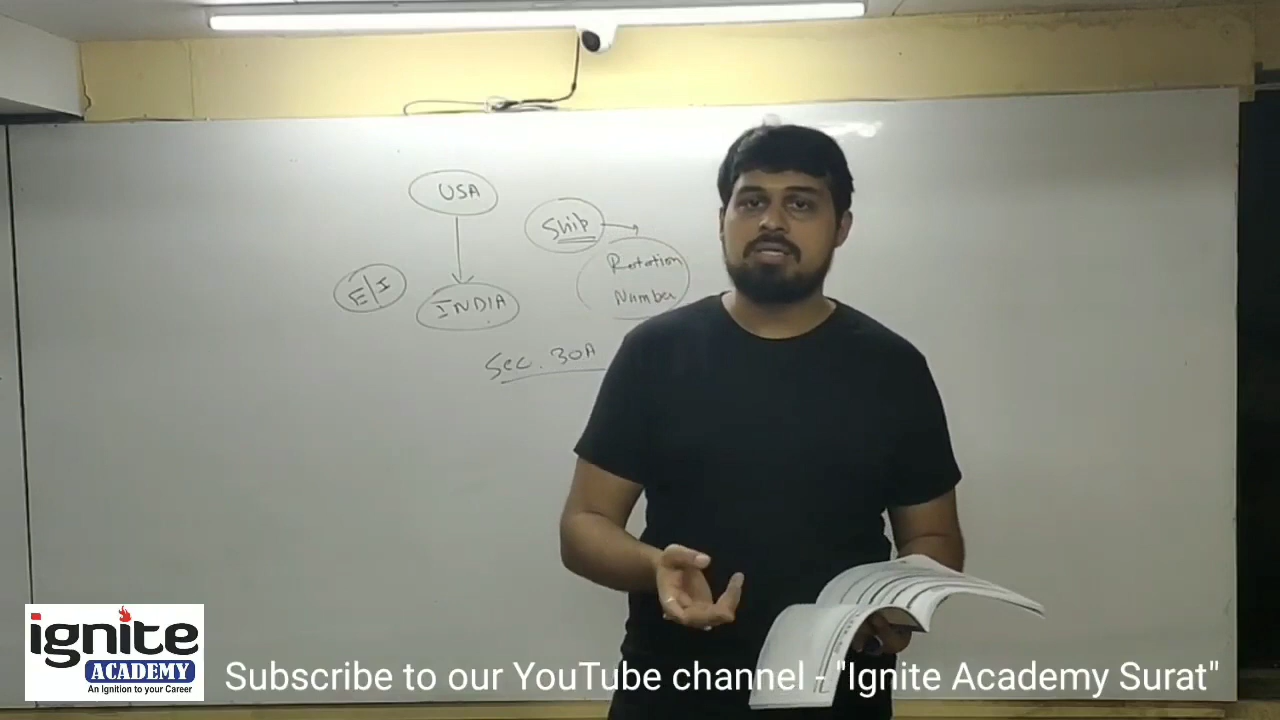 USA
Ship
Rotation
Number
E/I
INDIA
Sec. 30A
ignite
ACADEMY
An Ignition to your Career
Subscribe to our YouTube channel - "Ignite Academy Surat"